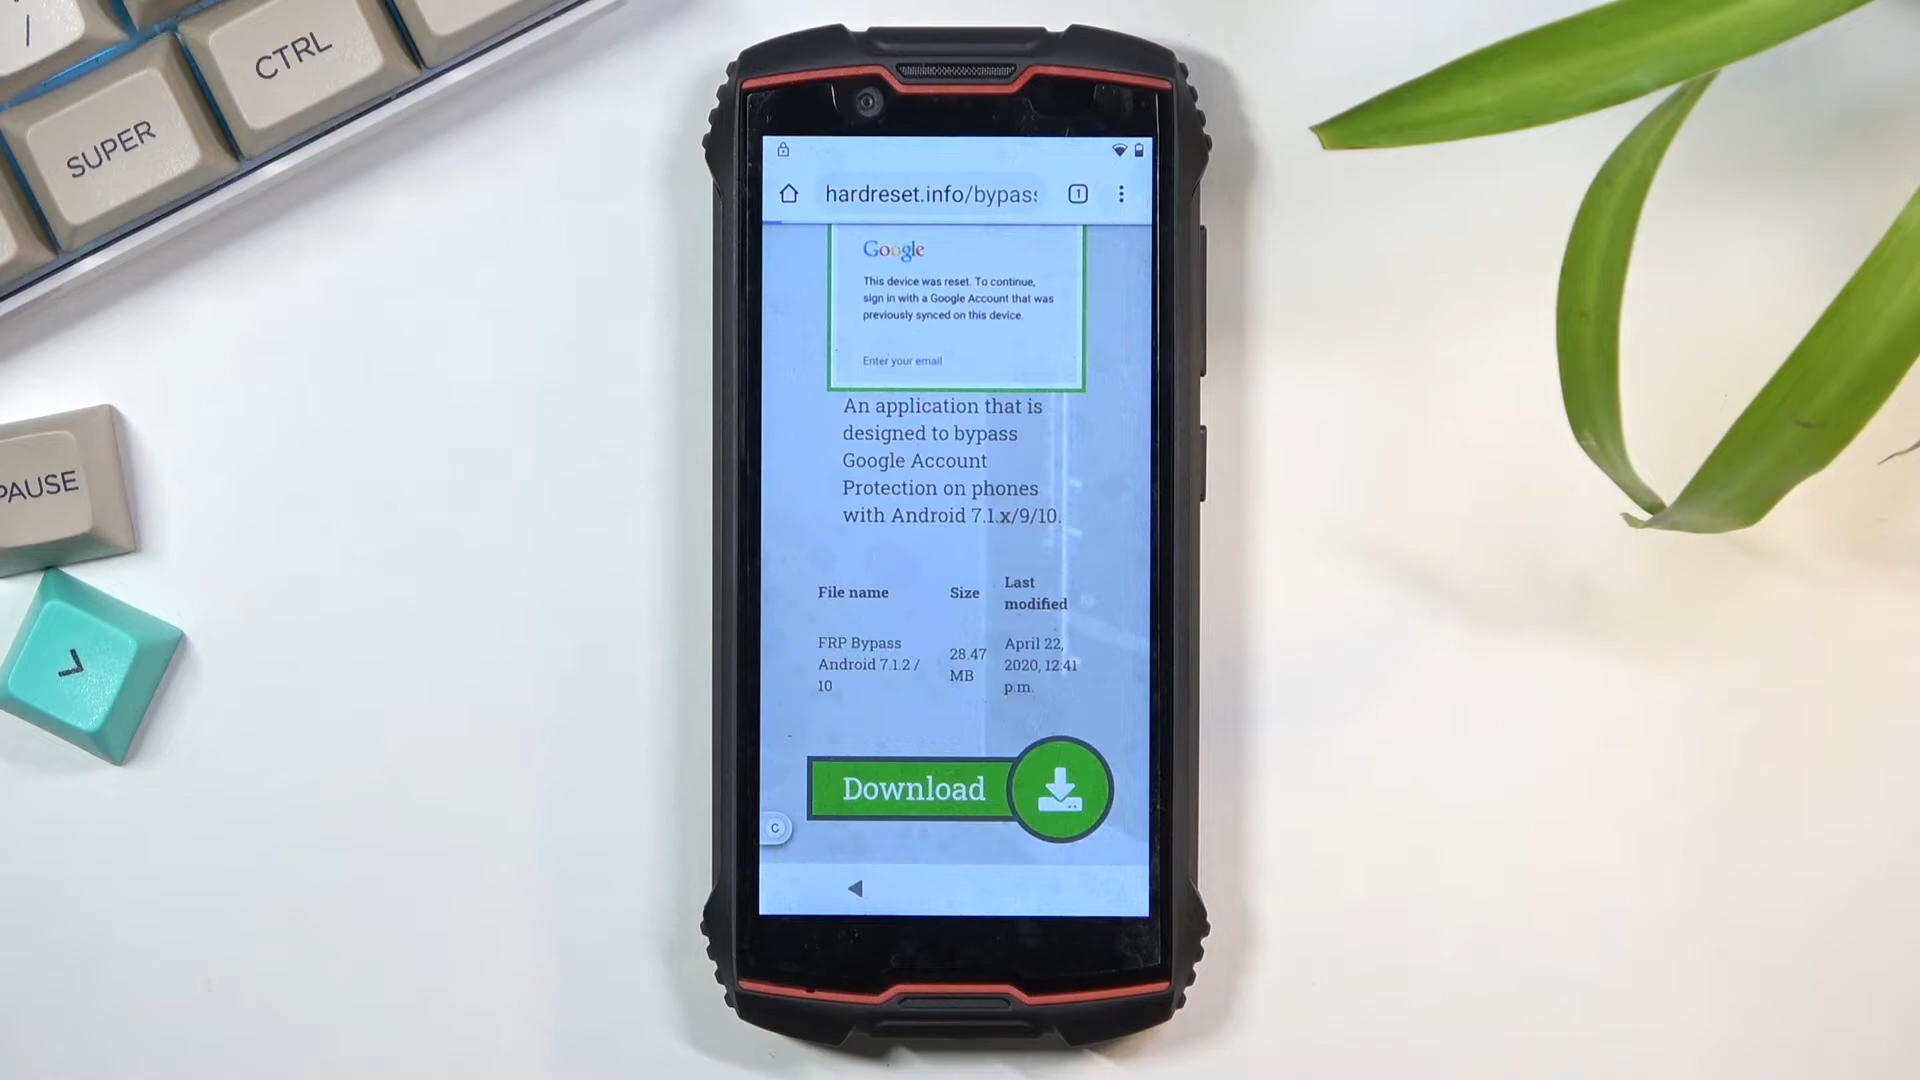 /
CTRL
SUPER
PAUSE
hardreset.info/bypas
1
Google
This device was reset. To continue,
sign in with a Google Account that was
previously synced on this device.
Enter your email
An application that is
designed to bypass
Google Account
Protection on phones
with Android 7.1.x/9/10.
File name
Size
Last
modified
FRP Bypass
Android 7.1.2 /
10
28.47
MB
April 22,
2020, 12:41
p.m.
Download
C